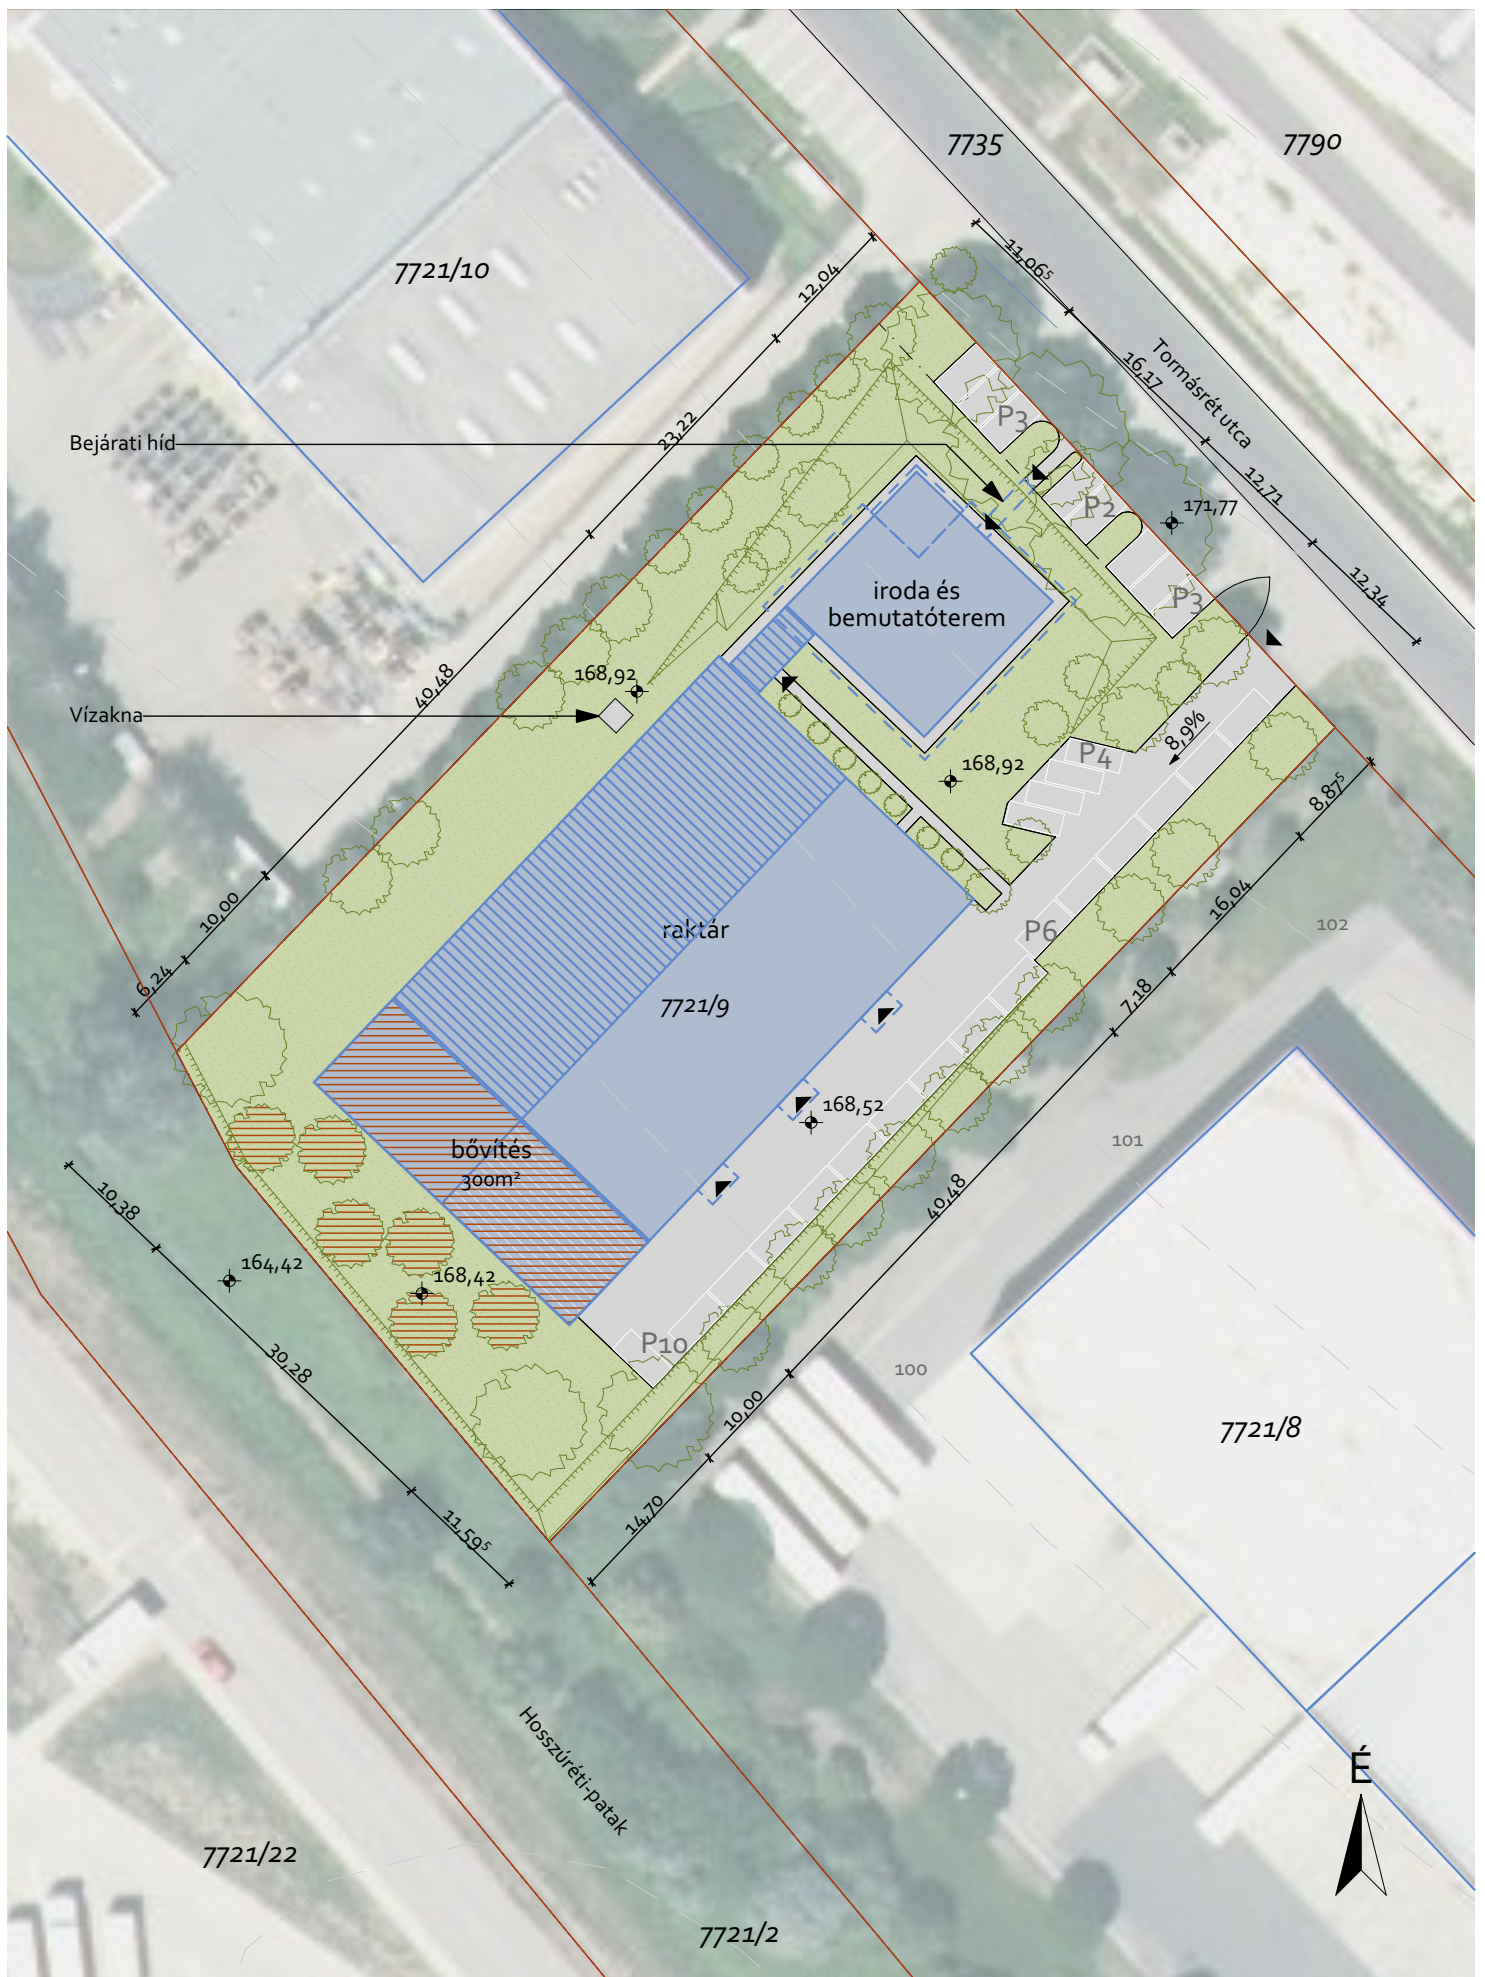 7735
7790
7721/10
12,04
11,06⁵
16,17
Tormásrét utca
23,22
Bejárati híd
P3
P2
171,77
12,71
12,34
iroda és
bemutatóterem
P3
168,92
40,48
Vízakna
8,9%
P4
168,92
8,87⁵
16,04
10,00
raktár
P6
102
6,24
7721/9
7,18
168,52
101
bővítés
300m²
10,38
40,48
164,42
168,42
30,28
P10
100
10,00
7721/8
14,70
11,59⁵
Hosszúréti-patak
É
7721/22
7721/2